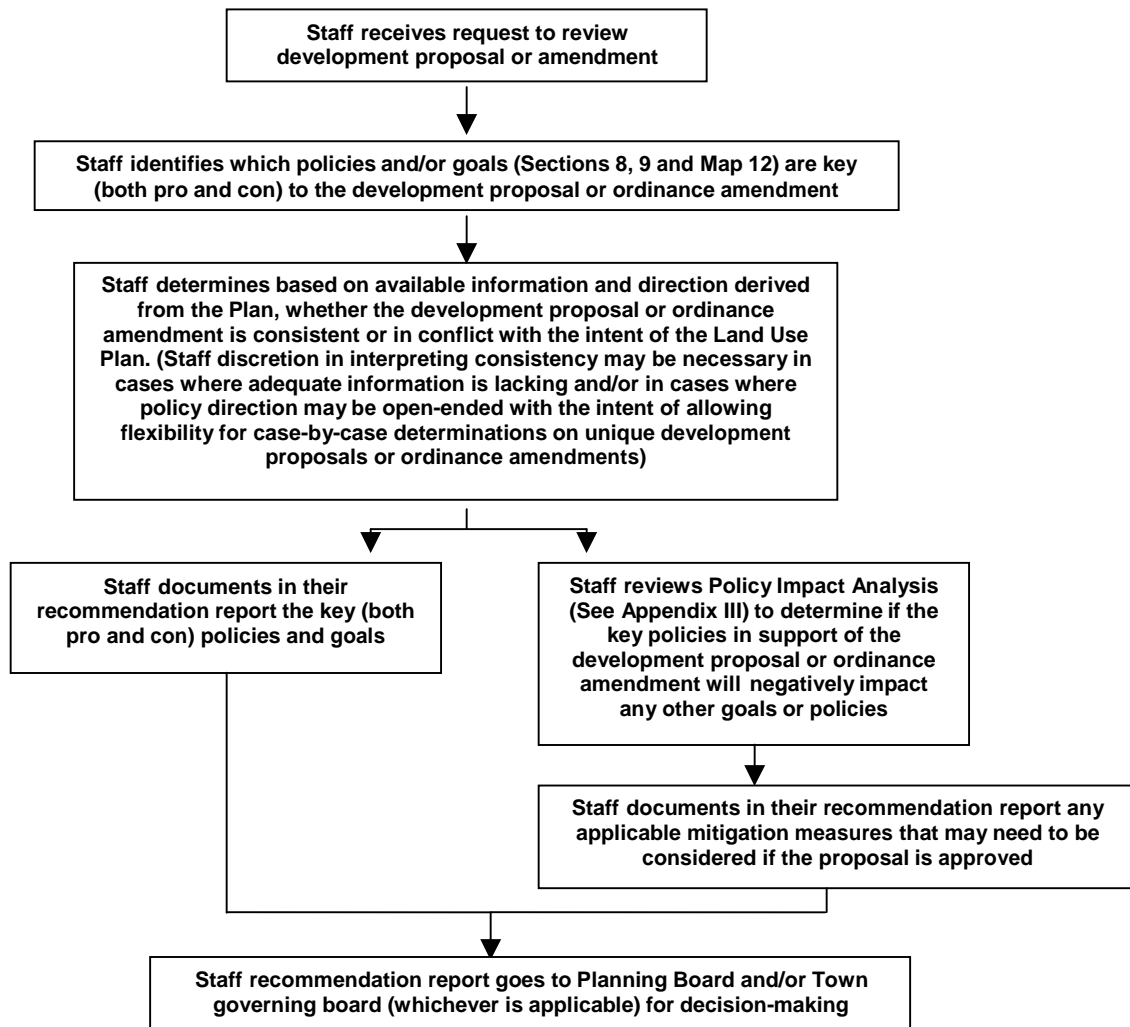 Staff receives request to review
development proposal or amendment
Staff identifies which policies and/or goals (Sections 8, 9 and Map 12) are key
(both pro and con) to the development proposal or ordinance amendment
Staff determines based on available information and direction derived
from the Plan, whether the development proposal or ordinance
amendment is consistent or in conflict with the intent of the Land Use
Plan. (Staff discretion in interpreting consistency may be necessary in
cases where adequate information is lacking and/or in cases where
policy direction may be open-ended with the intent of allowing
flexibility for case-by-case determinations on unique development
proposals or ordinance amendments)
Staff documents in their
recommendation report the key (both
pro and con) policies and goals
Staff reviews Policy Impact Analysis
(See Appendix III) to determine if the
key policies in support of the
development proposal or ordinance
amendment will negatively impact
any other goals or policies
Staff documents in their recommendation report any
applicable mitigation measures that may need to be
considered if the proposal is approved
Staff recommendation report goes to Planning Board and/or Town
governing board (whichever is applicable) for decision-making